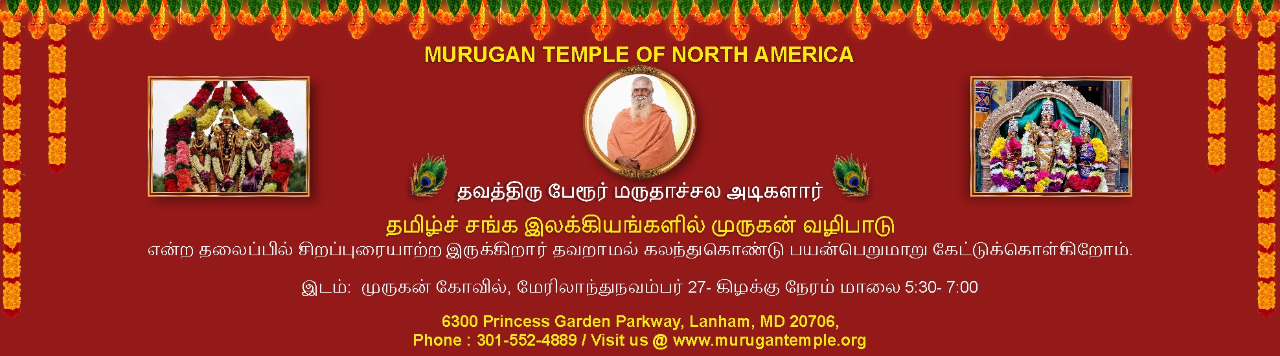 MURUGAN TEMPLE OF NORTH AMERICA
தவத்திரு பேரூர் மருதாச்சல அடிகளார்
தமிழ்ச் சங்க இலக்கியங்களில் முருகன் வழிபாடு
என்ற தலைப்பில் சிறப்புரையாற்ற இருக்கிறார் தவறாமல் கலந்துகொண்டு பயன்பெறுமாறு கேட்டுக்கொள்கிறோம்.
இடம்: முருகன் கோவில், மேரிலாந்துநவம்பர் 27- கிழக்கு நேரம் மாலை 5:30- 7:00
6300 Princess Garden Parkway, Lanham, MD 20706,
Phone : 301-552-4889 / Visit us @ www.murugantemple.org